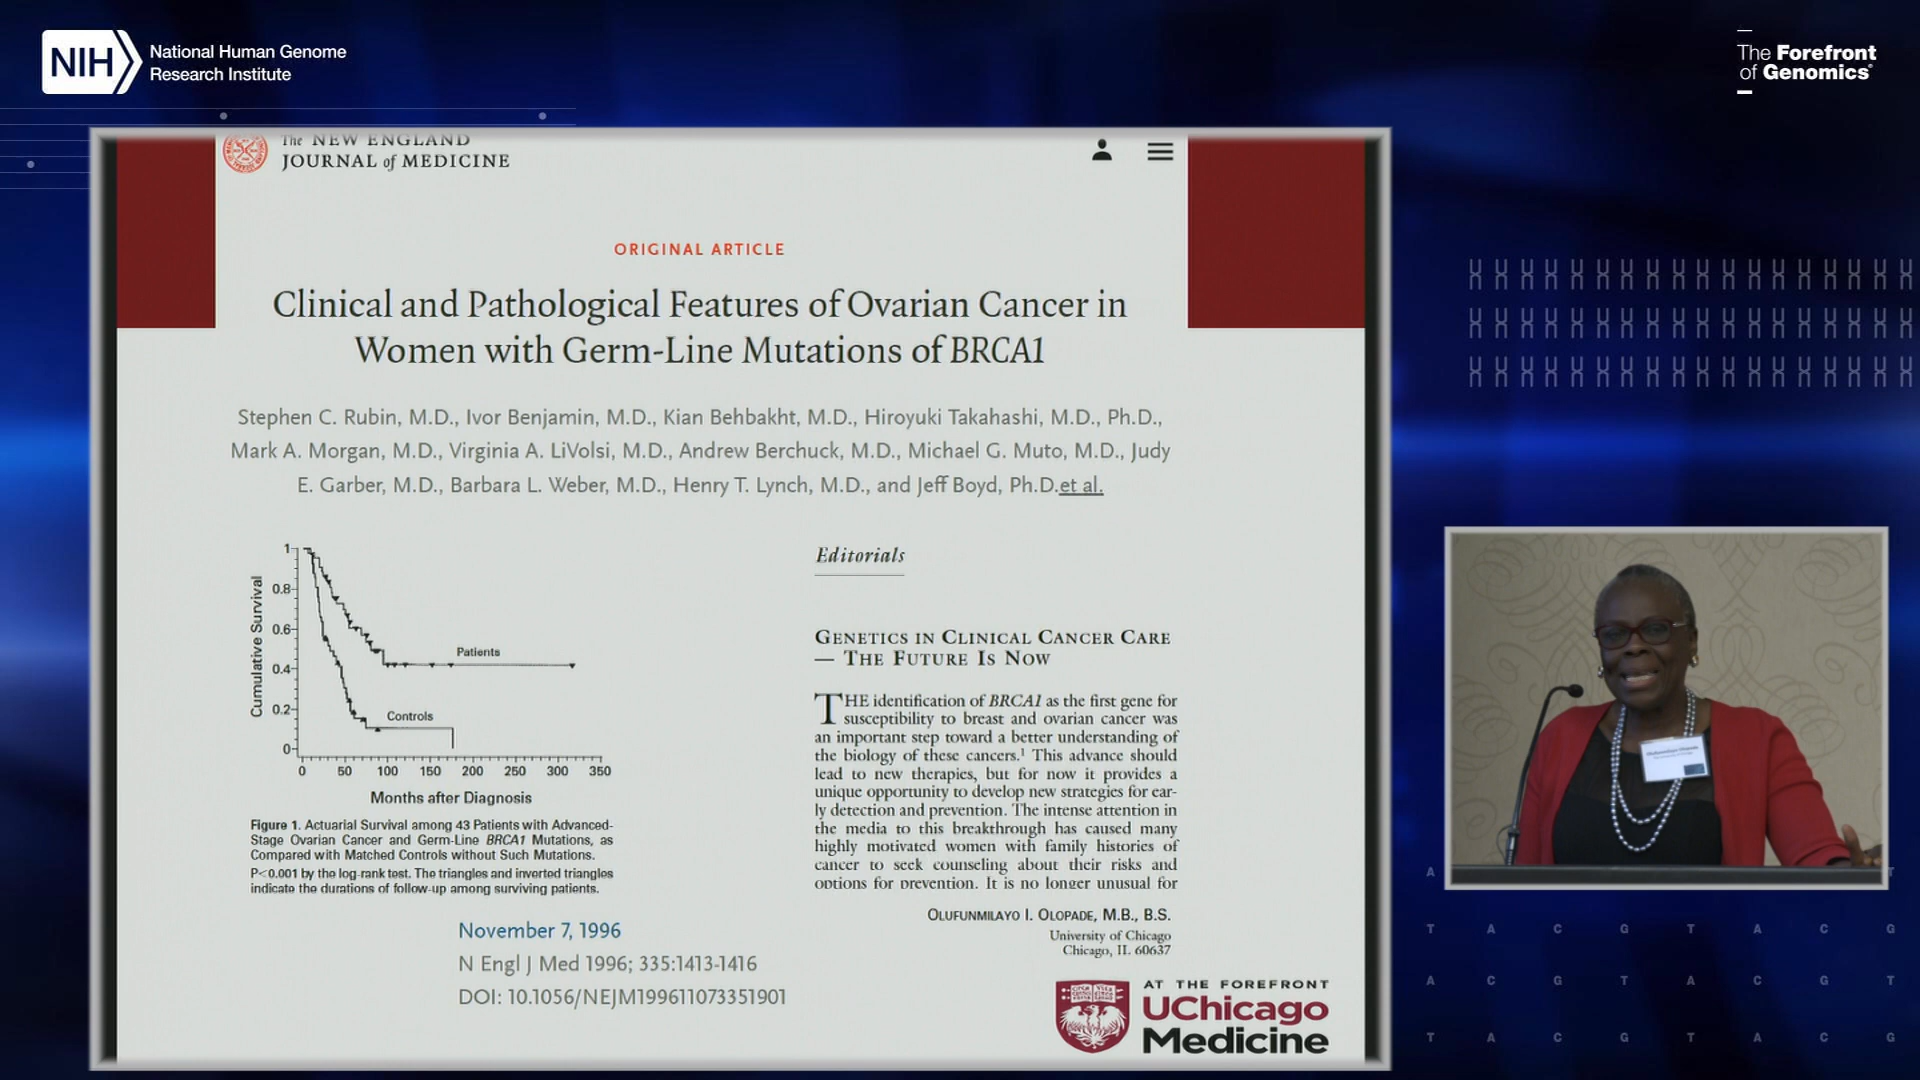 NIH
National Human Genome
Research Institute
The Forefront
of Genomics®
The NEW ENGLAND
JOURNAL of MEDICINE
ORIGINAL ARTICLE
Clinical and Pathological Features of Ovarian Cancer in
Women with Germ-Line Mutations of BRCA1
Stephen C. Rubin, M.D., Ivor Benjamin, M.D., Kian Behbakht, M.D., Hiroyuki Takahashi, M.D., Ph.D.,
Mark A. Morgan, M.D., Virginia A. LiVolsi, M.D., Andrew Berchuck, M.D., Michael G. Muto, M.D., Judy
E. Garber, M.D., Barbara L. Weber, M.D., Henry T. Lynch, M.D., and Jeff Boyd, Ph.D.et al.
Cumulative Survival
1
0.8
0.6
0.4
0.2
0
Patients
Controls
0 50 100 150 200 250 300 350
Months after Diagnosis
Figure 1. Actuarial Survival among 43 Patients with Advanced-
Stage Ovarian Cancer and Germ-Line BRCA1 Mutations, as
Compared with Matched Controls without Such Mutations.
P<0.001 by the log-rank test. The triangles and inverted triangles
indicate the durations of follow-up among surviving patients.
Editorials
GENETICS IN CLINICAL CANCER CARE
— THE FUTURE IS NOW
THE identification of BRCA1 as the first gene for
susceptibility to breast and ovarian cancer was
an important step toward a better understanding of
the biology of these cancers.1 This advance should
lead to new therapies, but for now it provides a
unique opportunity to develop new strategies for ear-
ly detection and prevention. The intense attention in
the media to this breakthrough has caused many
highly motivated women with family histories of
cancer to seek counseling about their risks and
options for prevention. It is no longer unusual for
OLUFUNMILAYO I. OLOPADE, M.B., B.S.
University of Chicago
Chicago, IL 60637
November 7, 1996
N Engl J Med 1996; 335:1413-1416
DOI: 10.1056/NEJM199611073351901
AT THE FOREFRONT
UChicago
Medicine
A T
T A C G T A C G
A C G T A C G T
T A C G T A C G